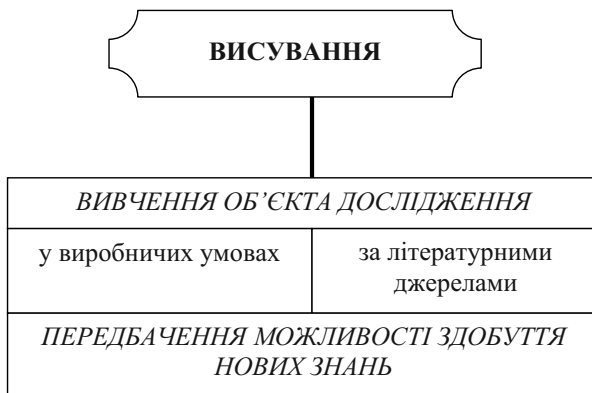 ВИСУВАННЯ
ВИВЧЕННЯ ОБ’ЄКТА ДОСЛІДЖЕННЯ
у виробничих умовах
за літературними
джерелами
ПЕРЕДБАЧЕННЯ МОЖЛИВОСТІ ЗДОБУТТЯ
НОВИХ ЗНАНЬ